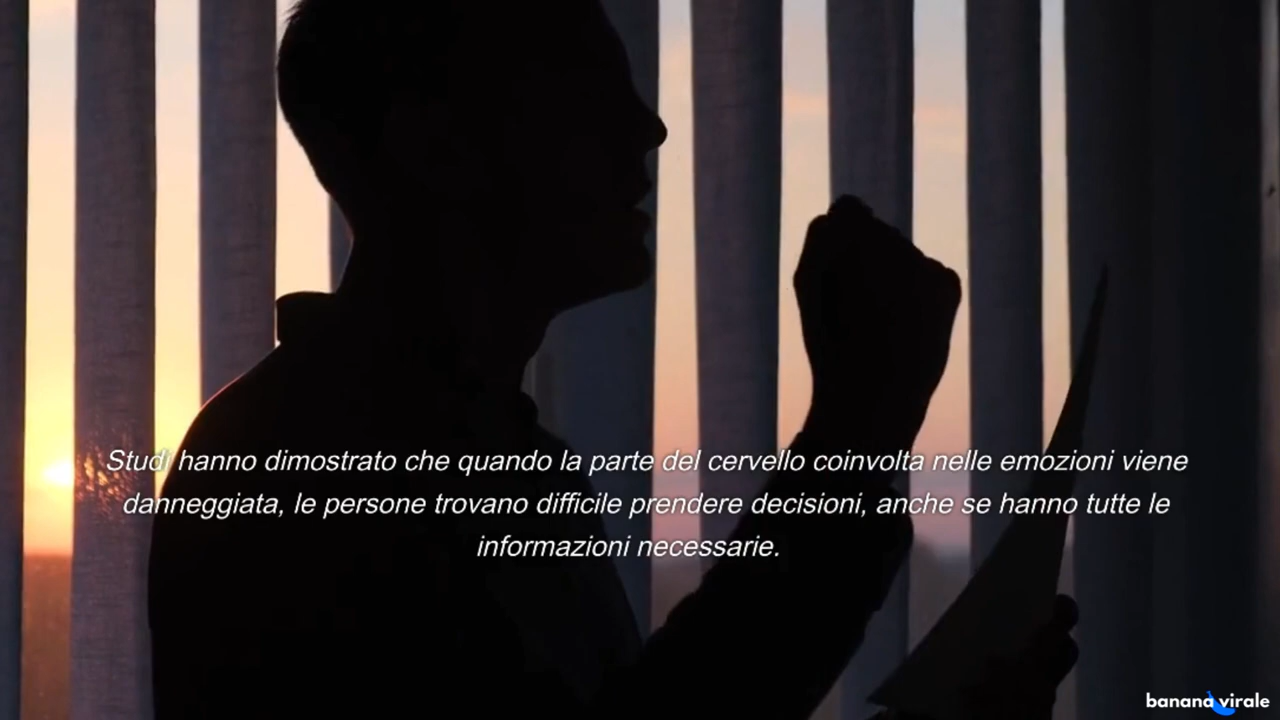 Studi hanno dimostrato che quando la parte del cervello coinvolta nelle emozioni viene
danneggiata, le persone trovano difficile prendere decisioni, anche se hanno tutte le
informazioni necessarie.
banana virale